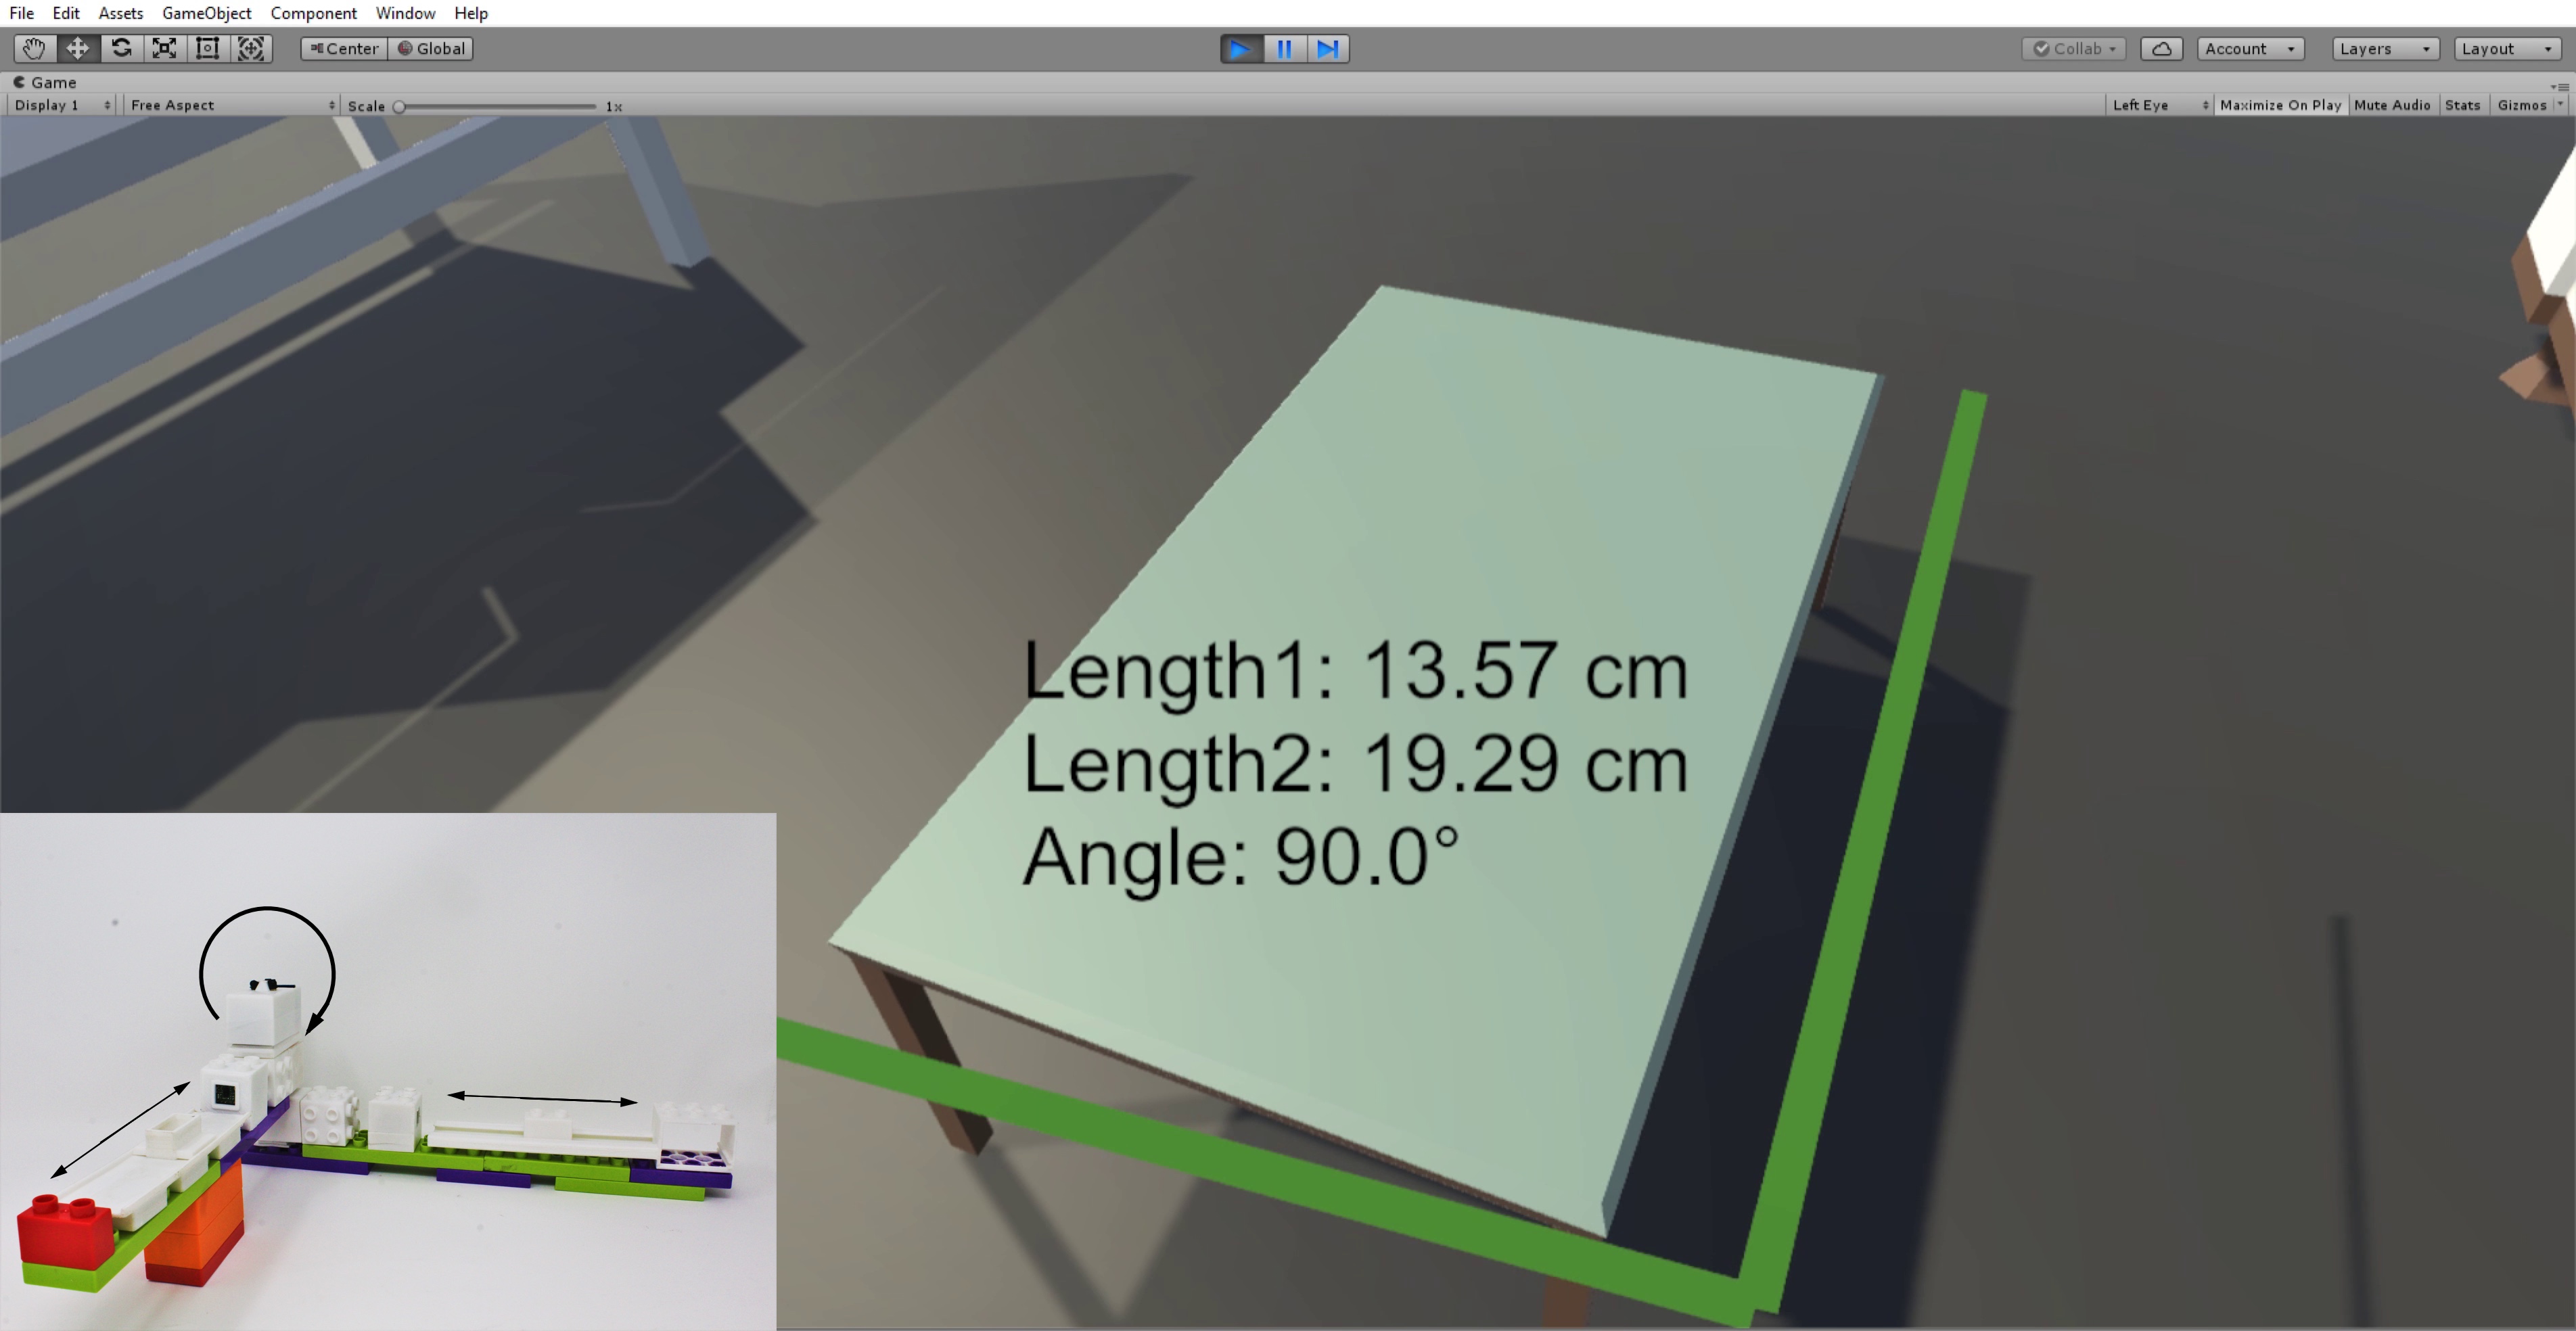 File Edit Assets GameObject Component Window Help
Center Global Collab Account Layers Layout
Game
Display 1 Free Aspect Scale 1x Left Eye Maximize On Play Mute Audio Stats Gizmos
Length1: 13.57 cm
Length2: 19.29 cm
Angle: 90.0°